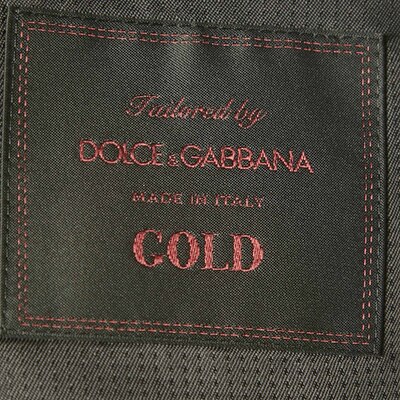 Tailored by
DOLCE & GABBANA
MADE IN ITALY
GOLD